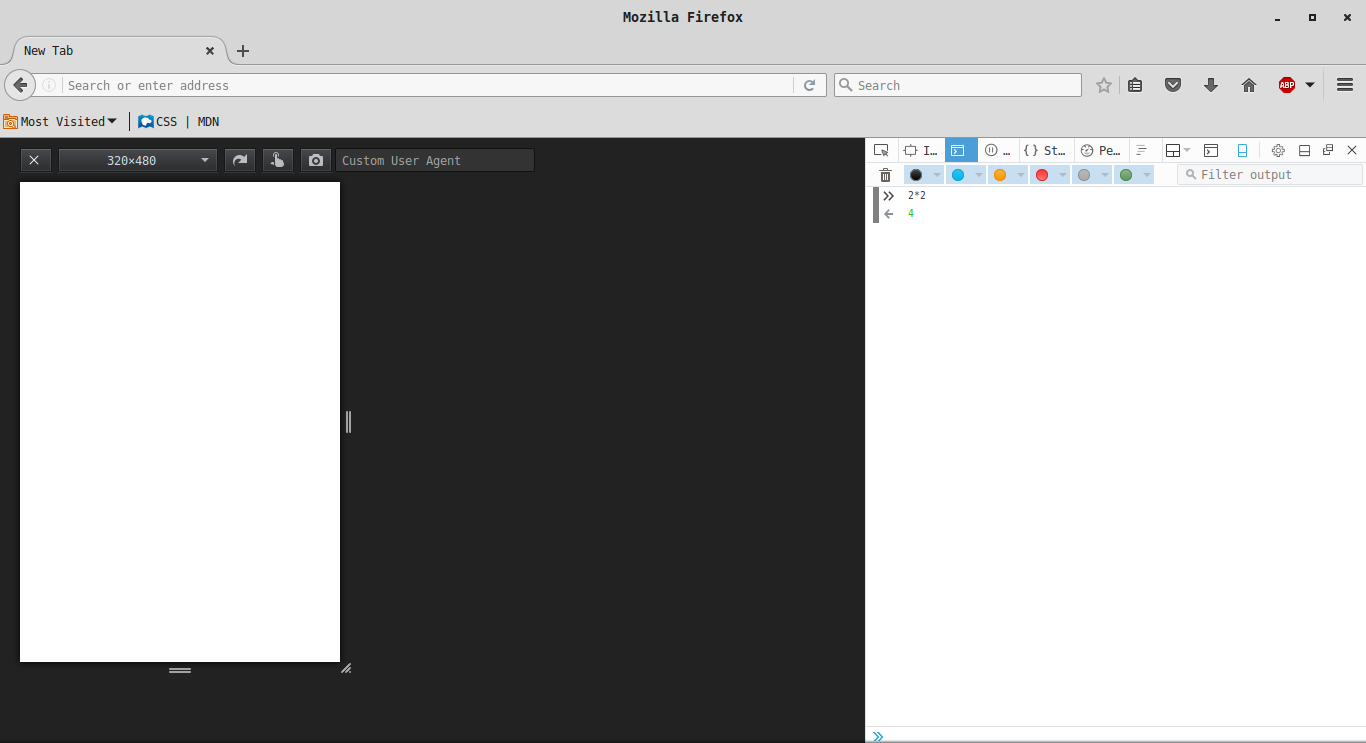 Mozilla Firefox
New Tab
Search or enter address
Search
ABP
Most Visited
CSS | MDN
320×480
Custom User Agent
I...
...
{ } St...
Pe...
Filter output
2*2
4